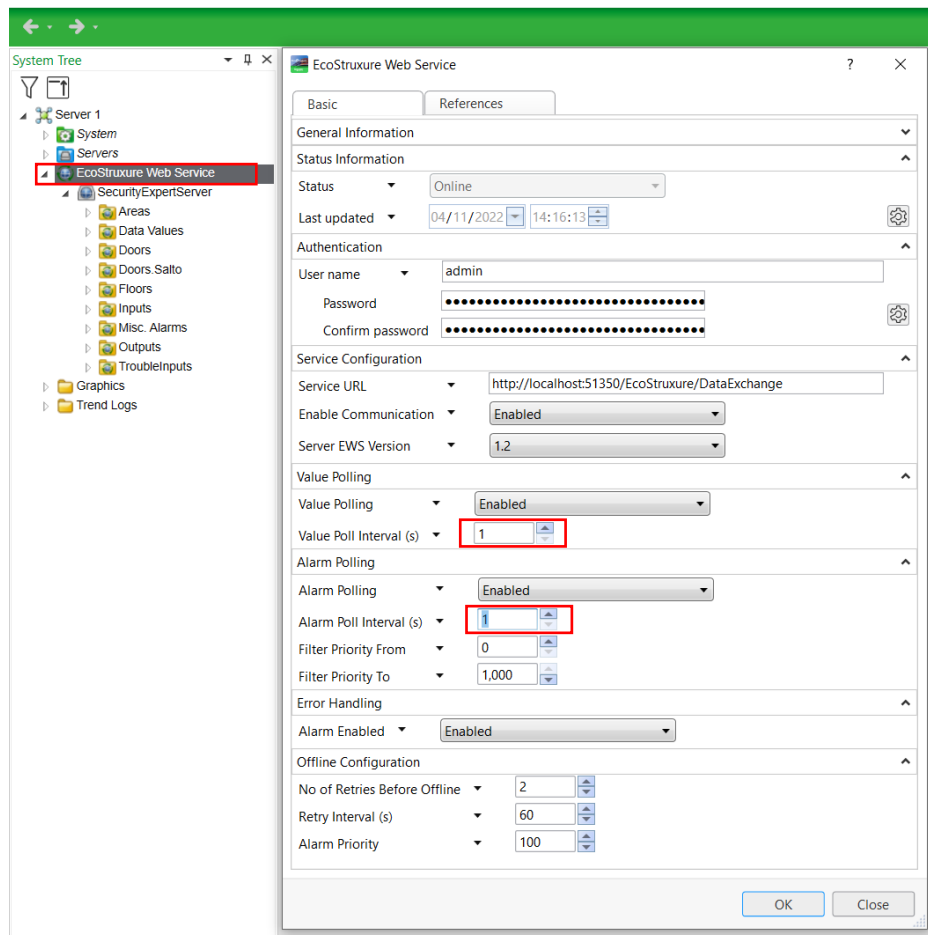 System Tree
Server 1
System
Servers
EcoStruxure Web Service
SecurityExpertServer
Areas
Data Values
Doors
Doors.Salto
Floors
Inputs
Misc. Alarms
Outputs
TroubleInputs
Graphics
Trend Logs
EcoStruxure Web Service ?
Basic References
General Information
Status Information
Status Online
Last updated 04/11/2022 14:16:13
Authentication
User name admin
Password ••••••••••••••••••••••••••••••••
Confirm password ••••••••••••••••••••••••••••••••
Service Configuration
Service URL http://localhost:51350/EcoStruxure/DataExchange
Enable Communication Enabled
Server EWS Version 1.2
Value Polling
Value Polling Enabled
Value Poll Interval (s) 1
Alarm Polling
Alarm Polling Enabled
Alarm Poll Interval (s) 1
Filter Priority From 0
Filter Priority To 1,000
Error Handling
Alarm Enabled Enabled
Offline Configuration
No of Retries Before Offline 2
Retry Interval (s) 60
Alarm Priority 100
OK Close